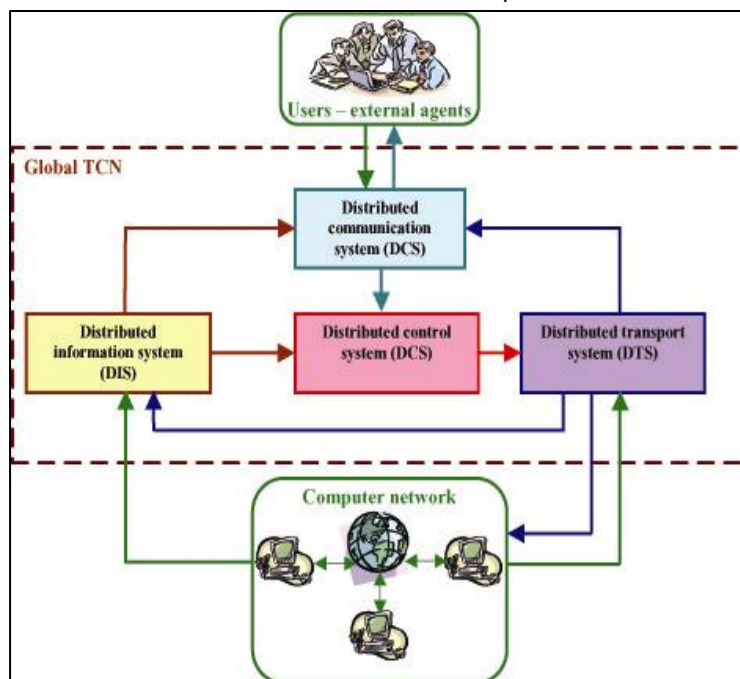 Users – external agents
Global TCN
Distributed
communication
system (DCS)
Distributed
information system
(DIS)
Distributed control
system (DCS)
Distributed transport
system (DTS)
Computer network